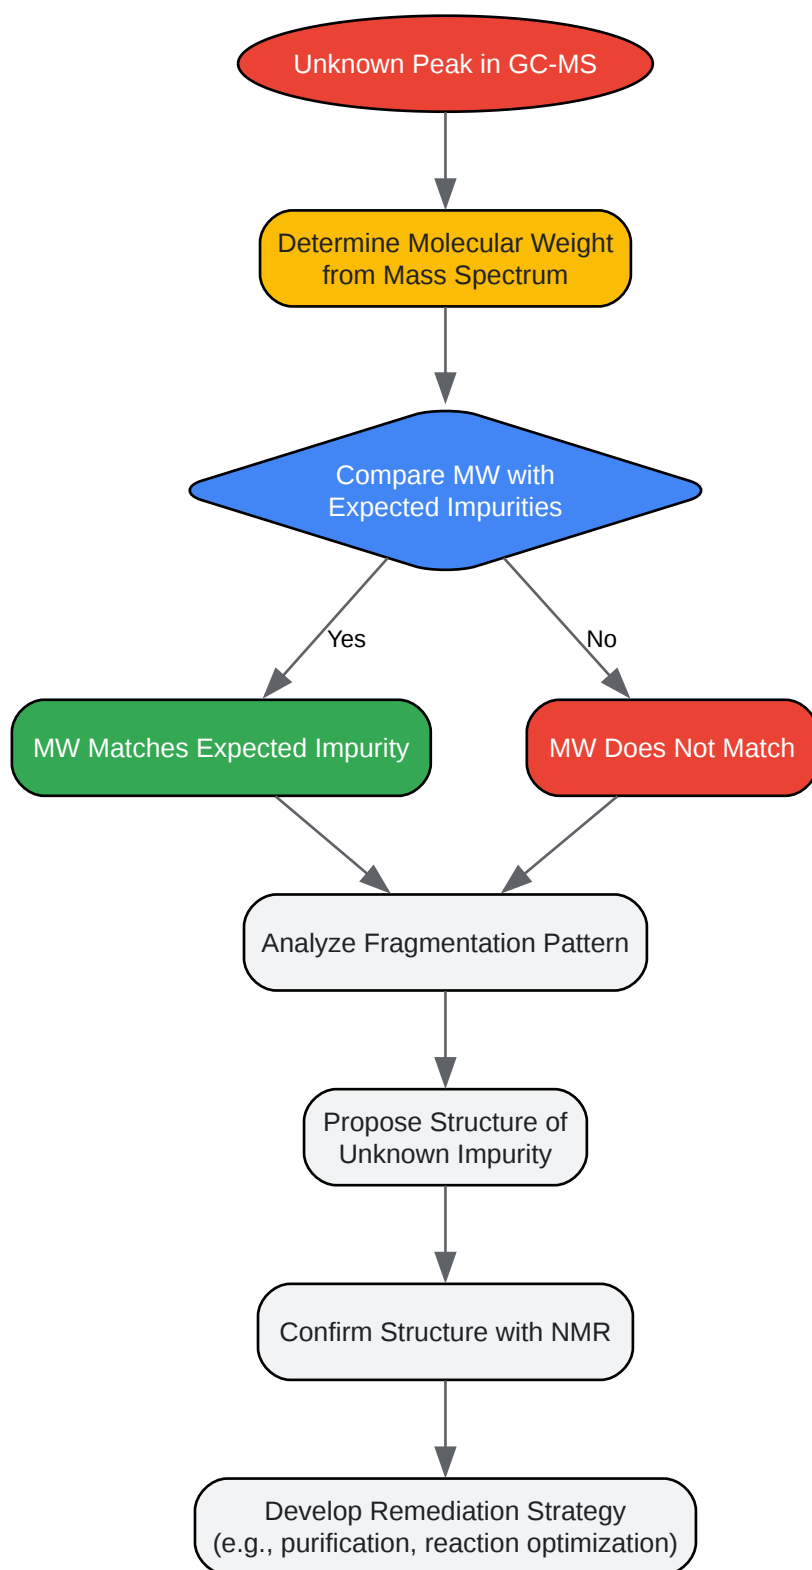 Unknown Peak in GC-MS
Determine Molecular Weight
from Mass Spectrum
Compare MW with
Expected Impurities
Yes
No
MW Matches Expected Impurity
MW Does Not Match
Analyze Fragmentation Pattern
Propose Structure of
Unknown Impurity
Confirm Structure with NMR
Develop Remediation Strategy
(e.g., purification, reaction optimization)